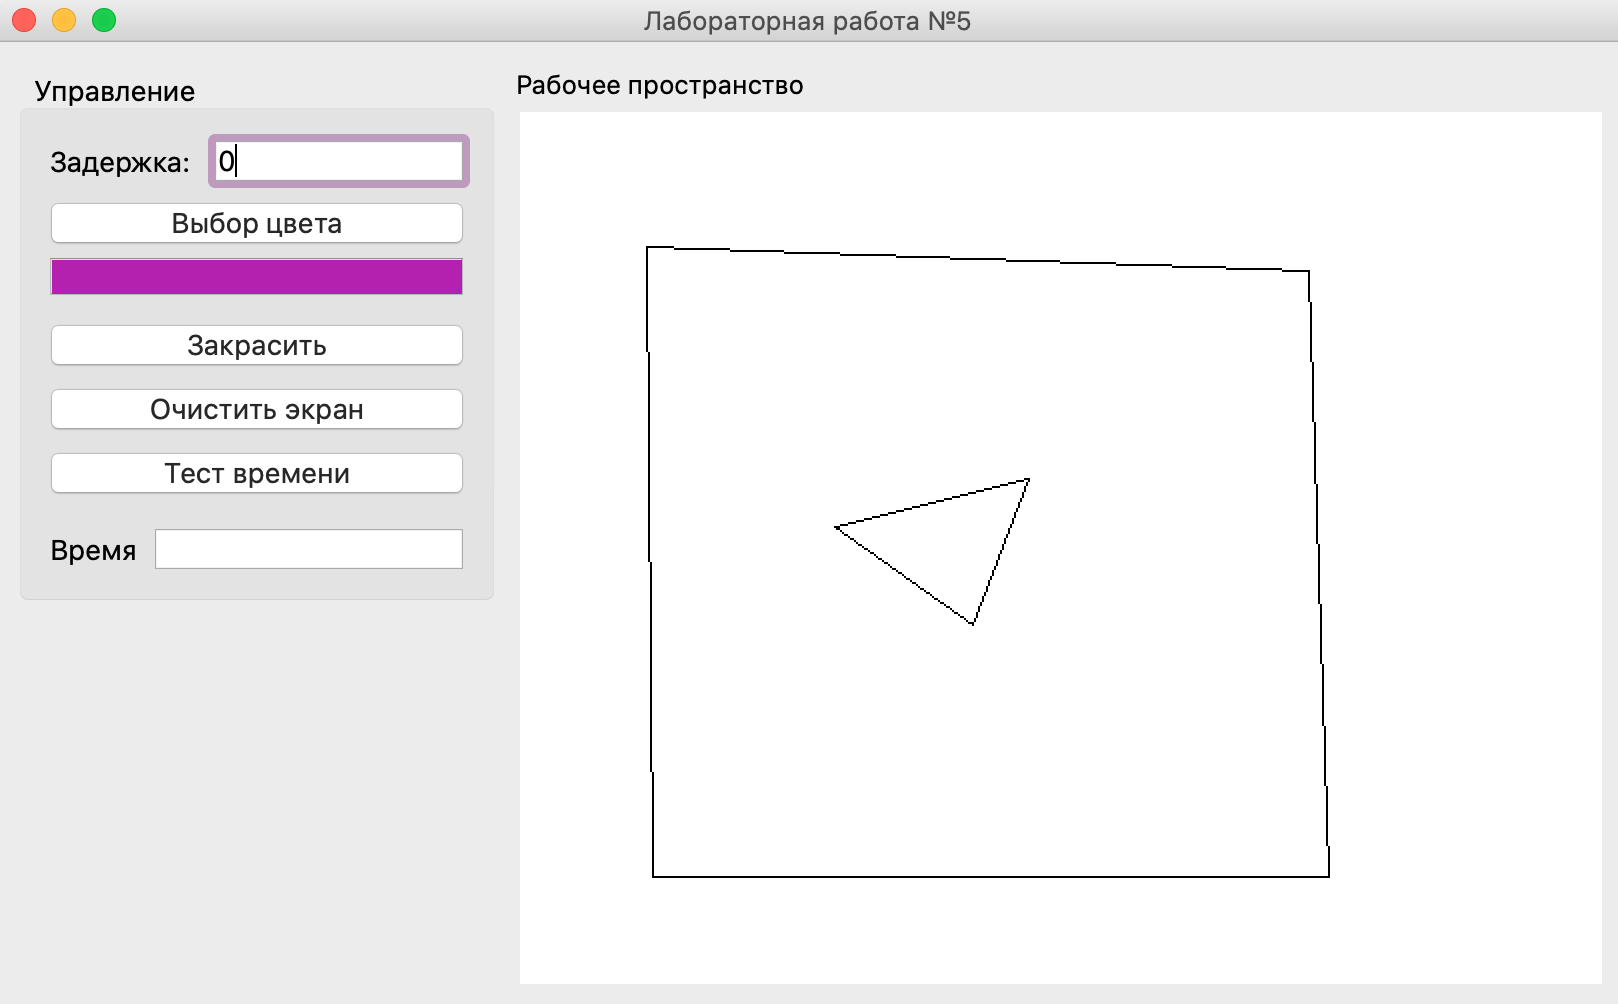 Лабораторная работа №5
Управление
Задержка: 0
Выбор цвета
Закрасить
Очистить экран
Тест времени
Время
Рабочее пространство